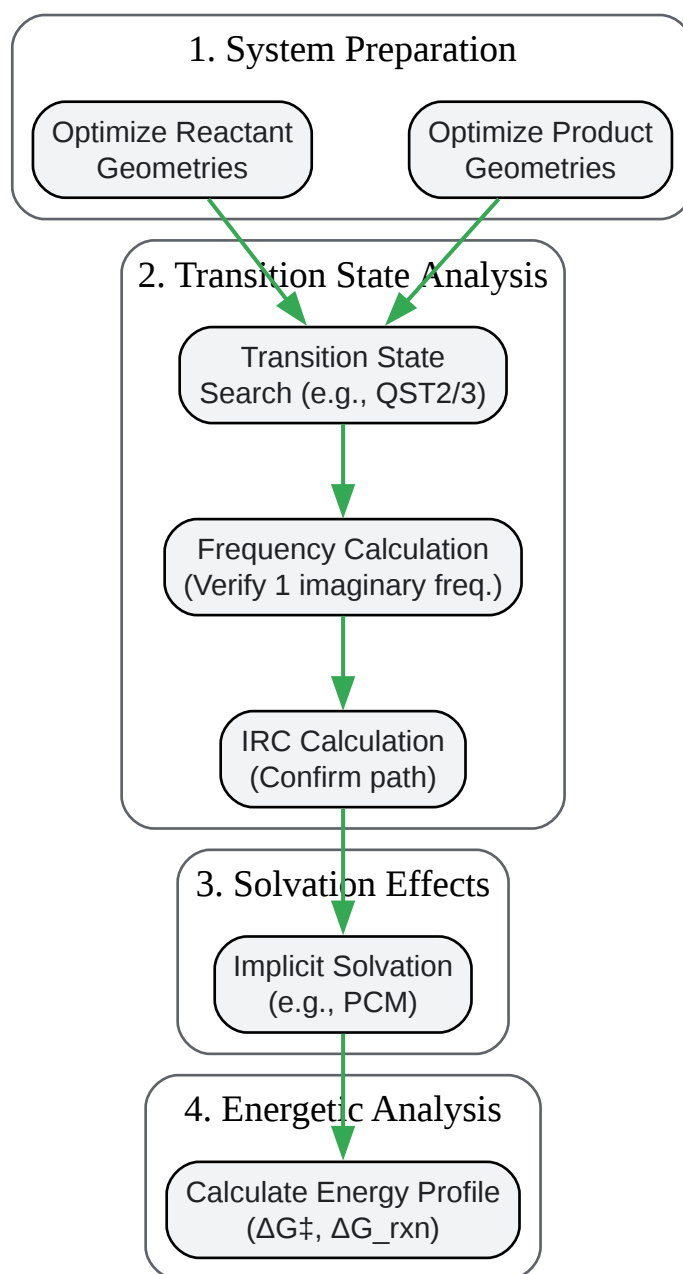 1. System Preparation
Optimize Reactant
Geometries
Optimize Product
Geometries
2. Transition State Analysis
Transition State
Search (e.g., QST2/3)
Frequency Calculation
(Verify 1 imaginary freq.)
IRC Calculation
(Confirm path)
3. Solvation Effects
Implicit Solvation
(e.g., PCM)
4. Energetic Analysis
Calculate Energy Profile
(ΔG‡, ΔG_rxn)